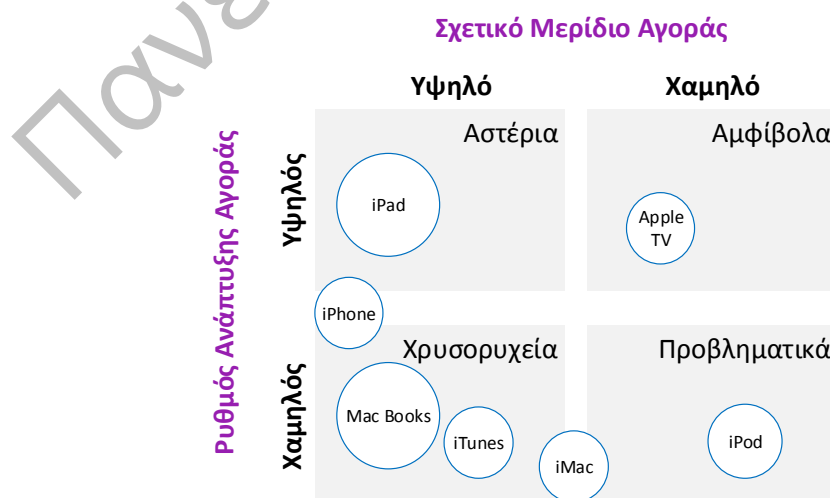 Σχετικό Μερίδιο Αγοράς
Υψηλό
Χαμηλό
Ρυθμός Ανάπτυξης Αγοράς
Υψηλός
Χαμηλός
Αστέρια
Αμφίβολα
iPad
Apple
TV
iPhone
Χρυσορυχεία
Προβληματικά
Mac Books
iTunes
iMac
iPod